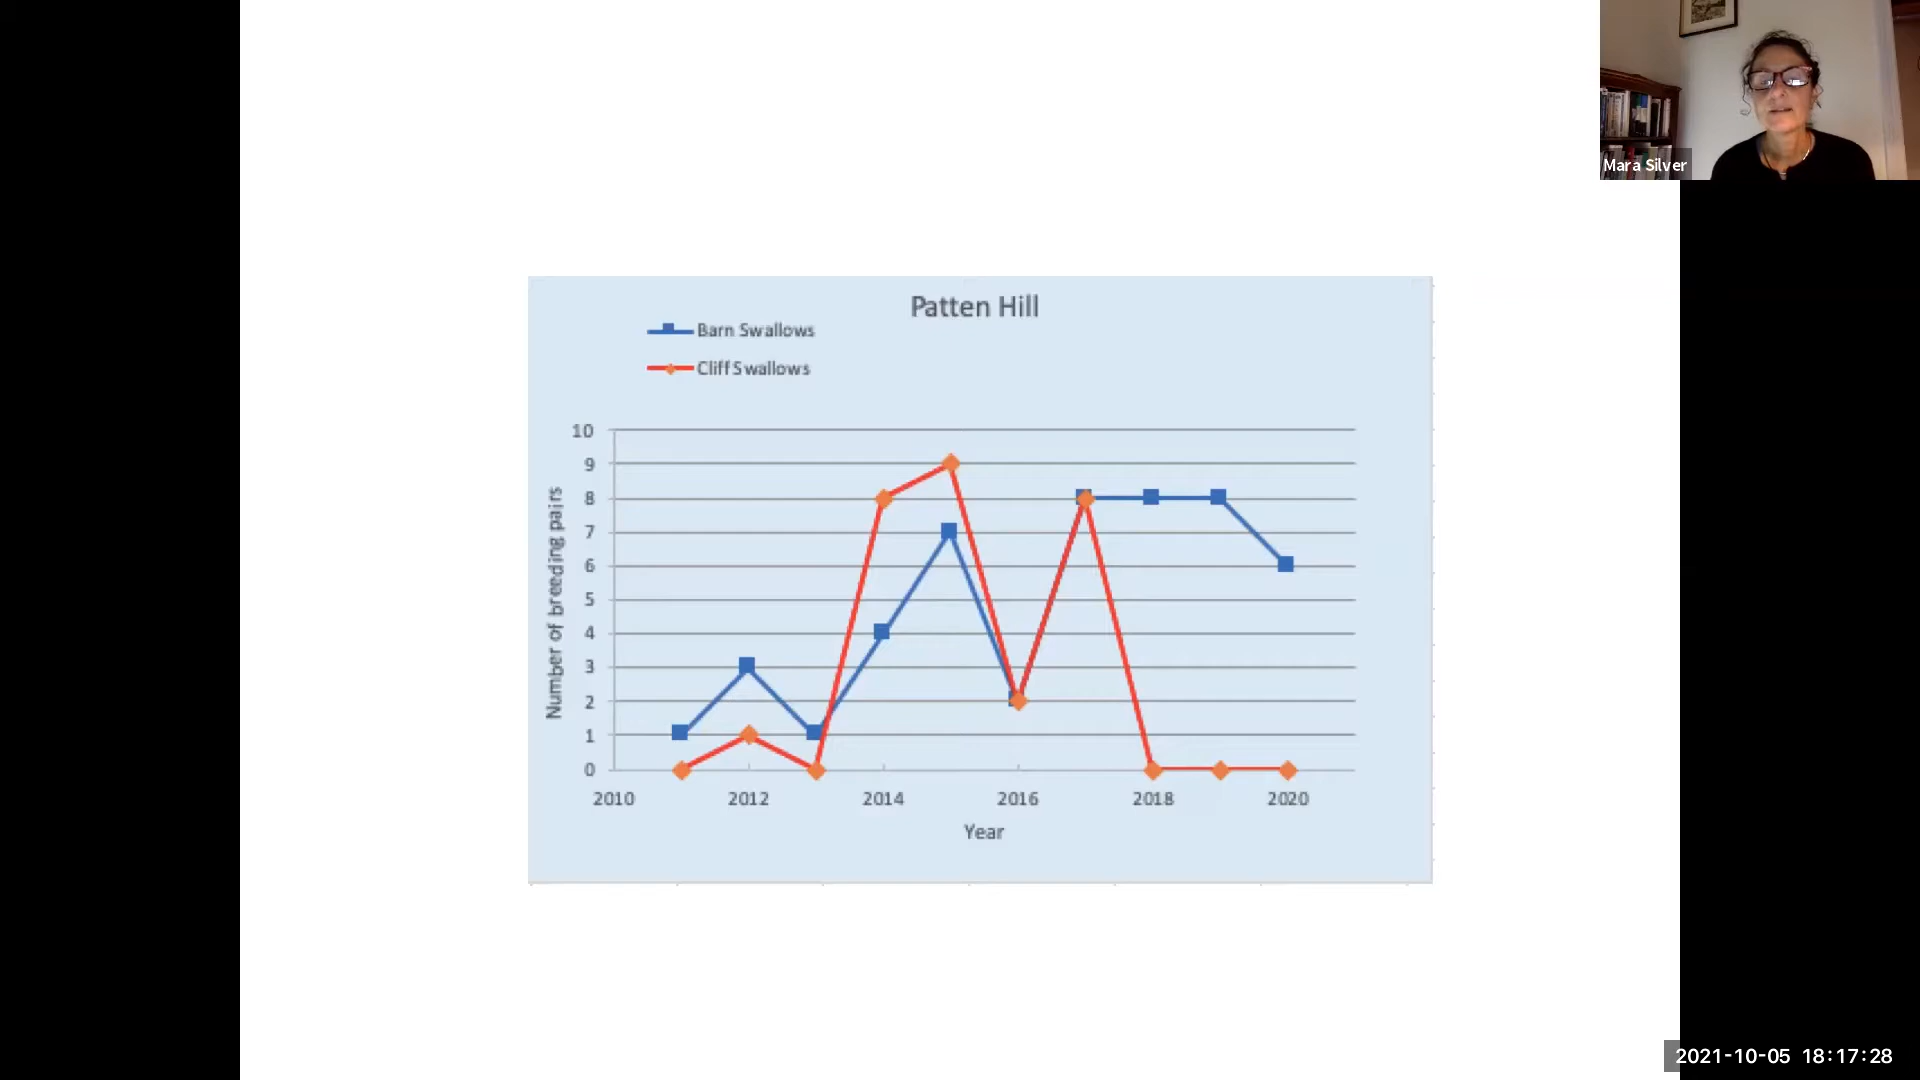 Mara Silver
Patten Hill
Barn Swallows
Cliff Swallows
10
9
8
7
6
5
4
3
2
1
0
Number of breeding pairs
2010 2012 2014 2016 2018 2020
Year
2021-10-05 18:17:28